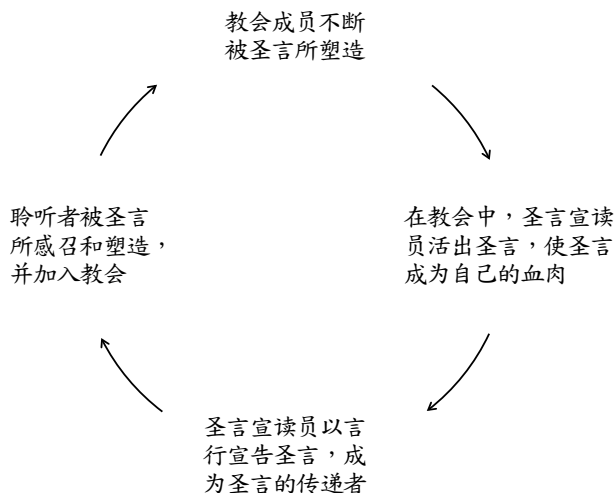 教会成员不断
被圣言所塑造
在教会中，圣言宣读
员活出圣言，使圣言
成为自己的血肉
圣言宣读员以言
行宣告圣言，成
为圣言的传递者
聆听者被圣言
所感召和塑造，
并加入教会